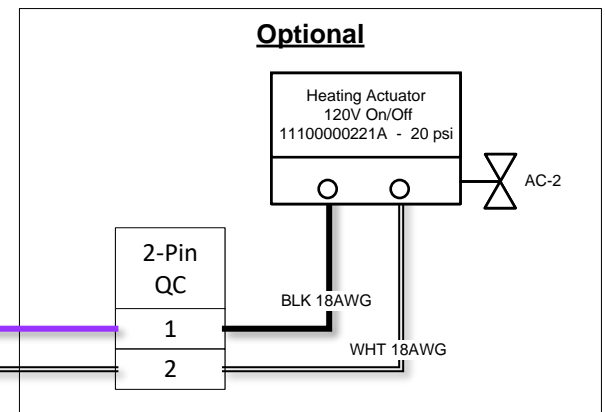 Optional
Heating Actuator
120V On/Off
11100000221A - 20 psi
AC-2
2-Pin
QC
BLK 18AWG
1
WHT 18AWG
2